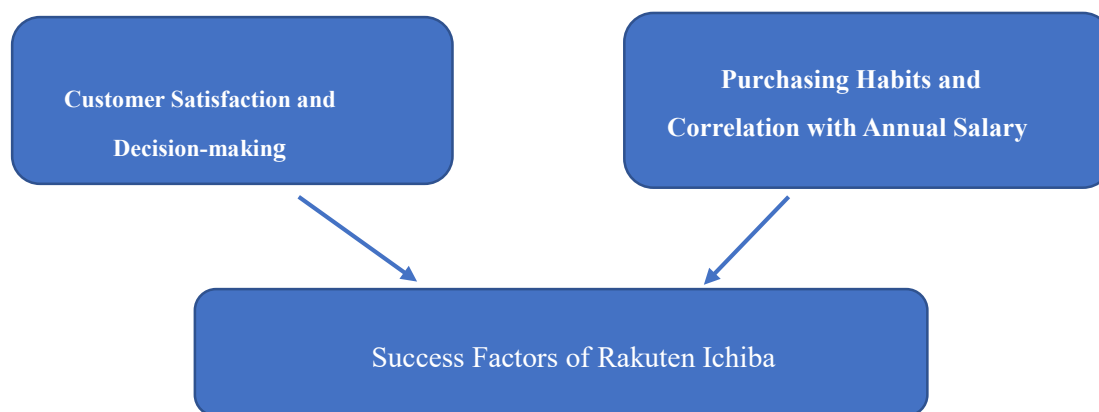 Customer Satisfaction and
Decision-making
Purchasing Habits and
Correlation with Annual Salary
Success Factors of Rakuten Ichiba